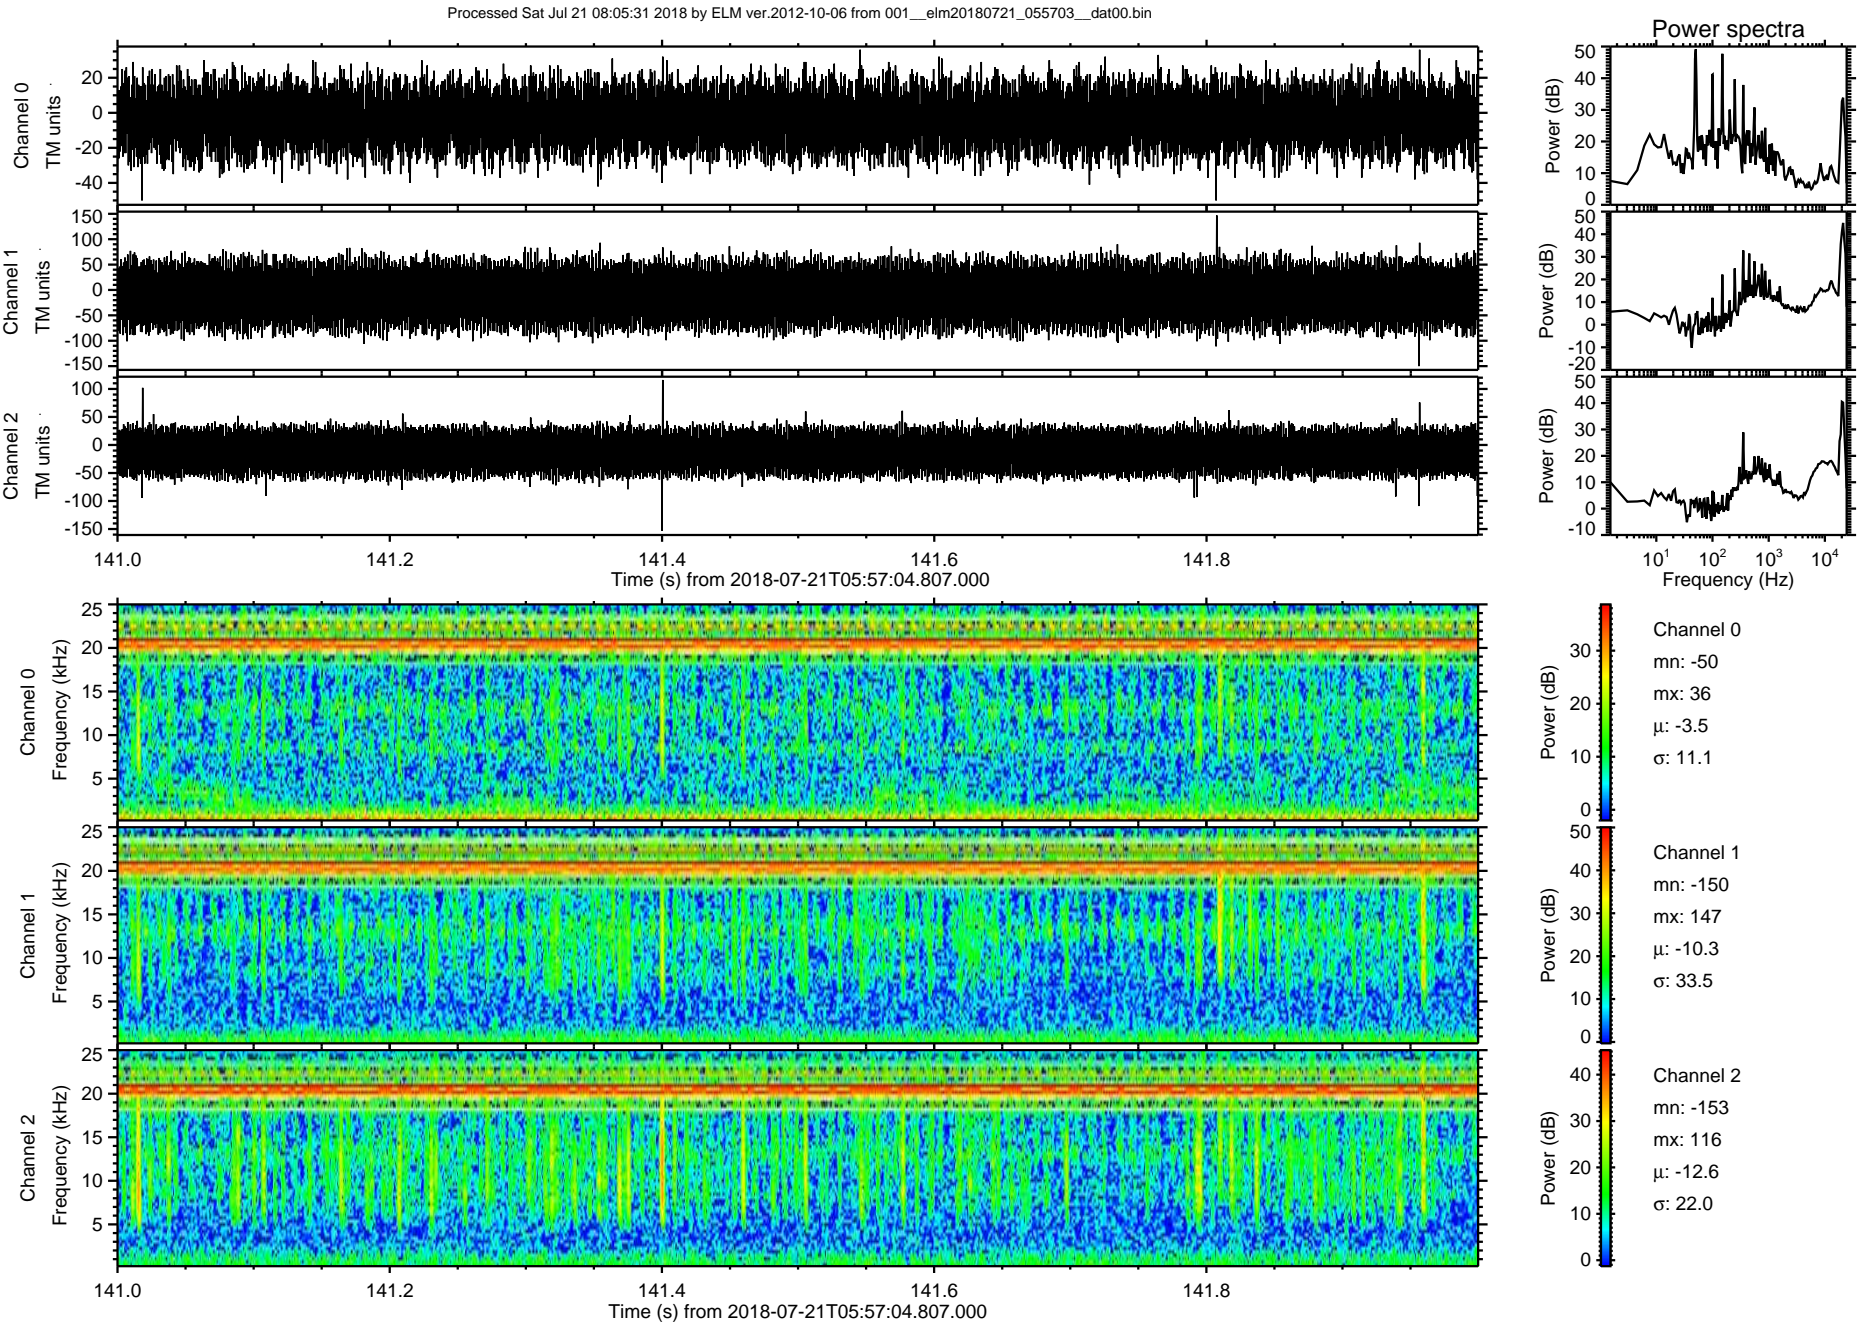 Processed Sat Jul 21 08:05:31 2018 by ELM ver.2012-10-06 from 001__elm20180721_055703__dat00.bin
Power spectra
Channel 0
TM units
20
0
-20
-40
Power (dB)
50
40
30
20
10
0
Channel 1
TM units
150
100
50
0
-50
-100
-150
Power (dB)
50
40
30
20
10
0
-10
-20
Channel 2
TM units
100
50
0
-50
-100
-150
Power (dB)
50
40
30
20
10
0
-10
141.0 141.2 141.4 141.6 141.8
Time (s) from 2018-07-21T05:57:04.807.000
10^1 10^2 10^3 10^4
Frequency (Hz)
Channel 0
Frequency (kHz)
25
20
15
10
5
Power (dB)
30
20
10
0
Channel 0
mn: -50
mx: 36
μ: -3.5
σ: 11.1
Channel 1
Frequency (kHz)
25
20
15
10
5
Power (dB)
50
40
30
20
10
0
Channel 1
mn: -150
mx: 147
μ: -10.3
σ: 33.5
Channel 2
Frequency (kHz)
25
20
15
10
5
Power (dB)
40
30
20
10
0
Channel 2
mn: -153
mx: 116
μ: -12.6
σ: 22.0
141.0 141.2 141.4 141.6 141.8
Time (s) from 2018-07-21T05:57:04.807.000